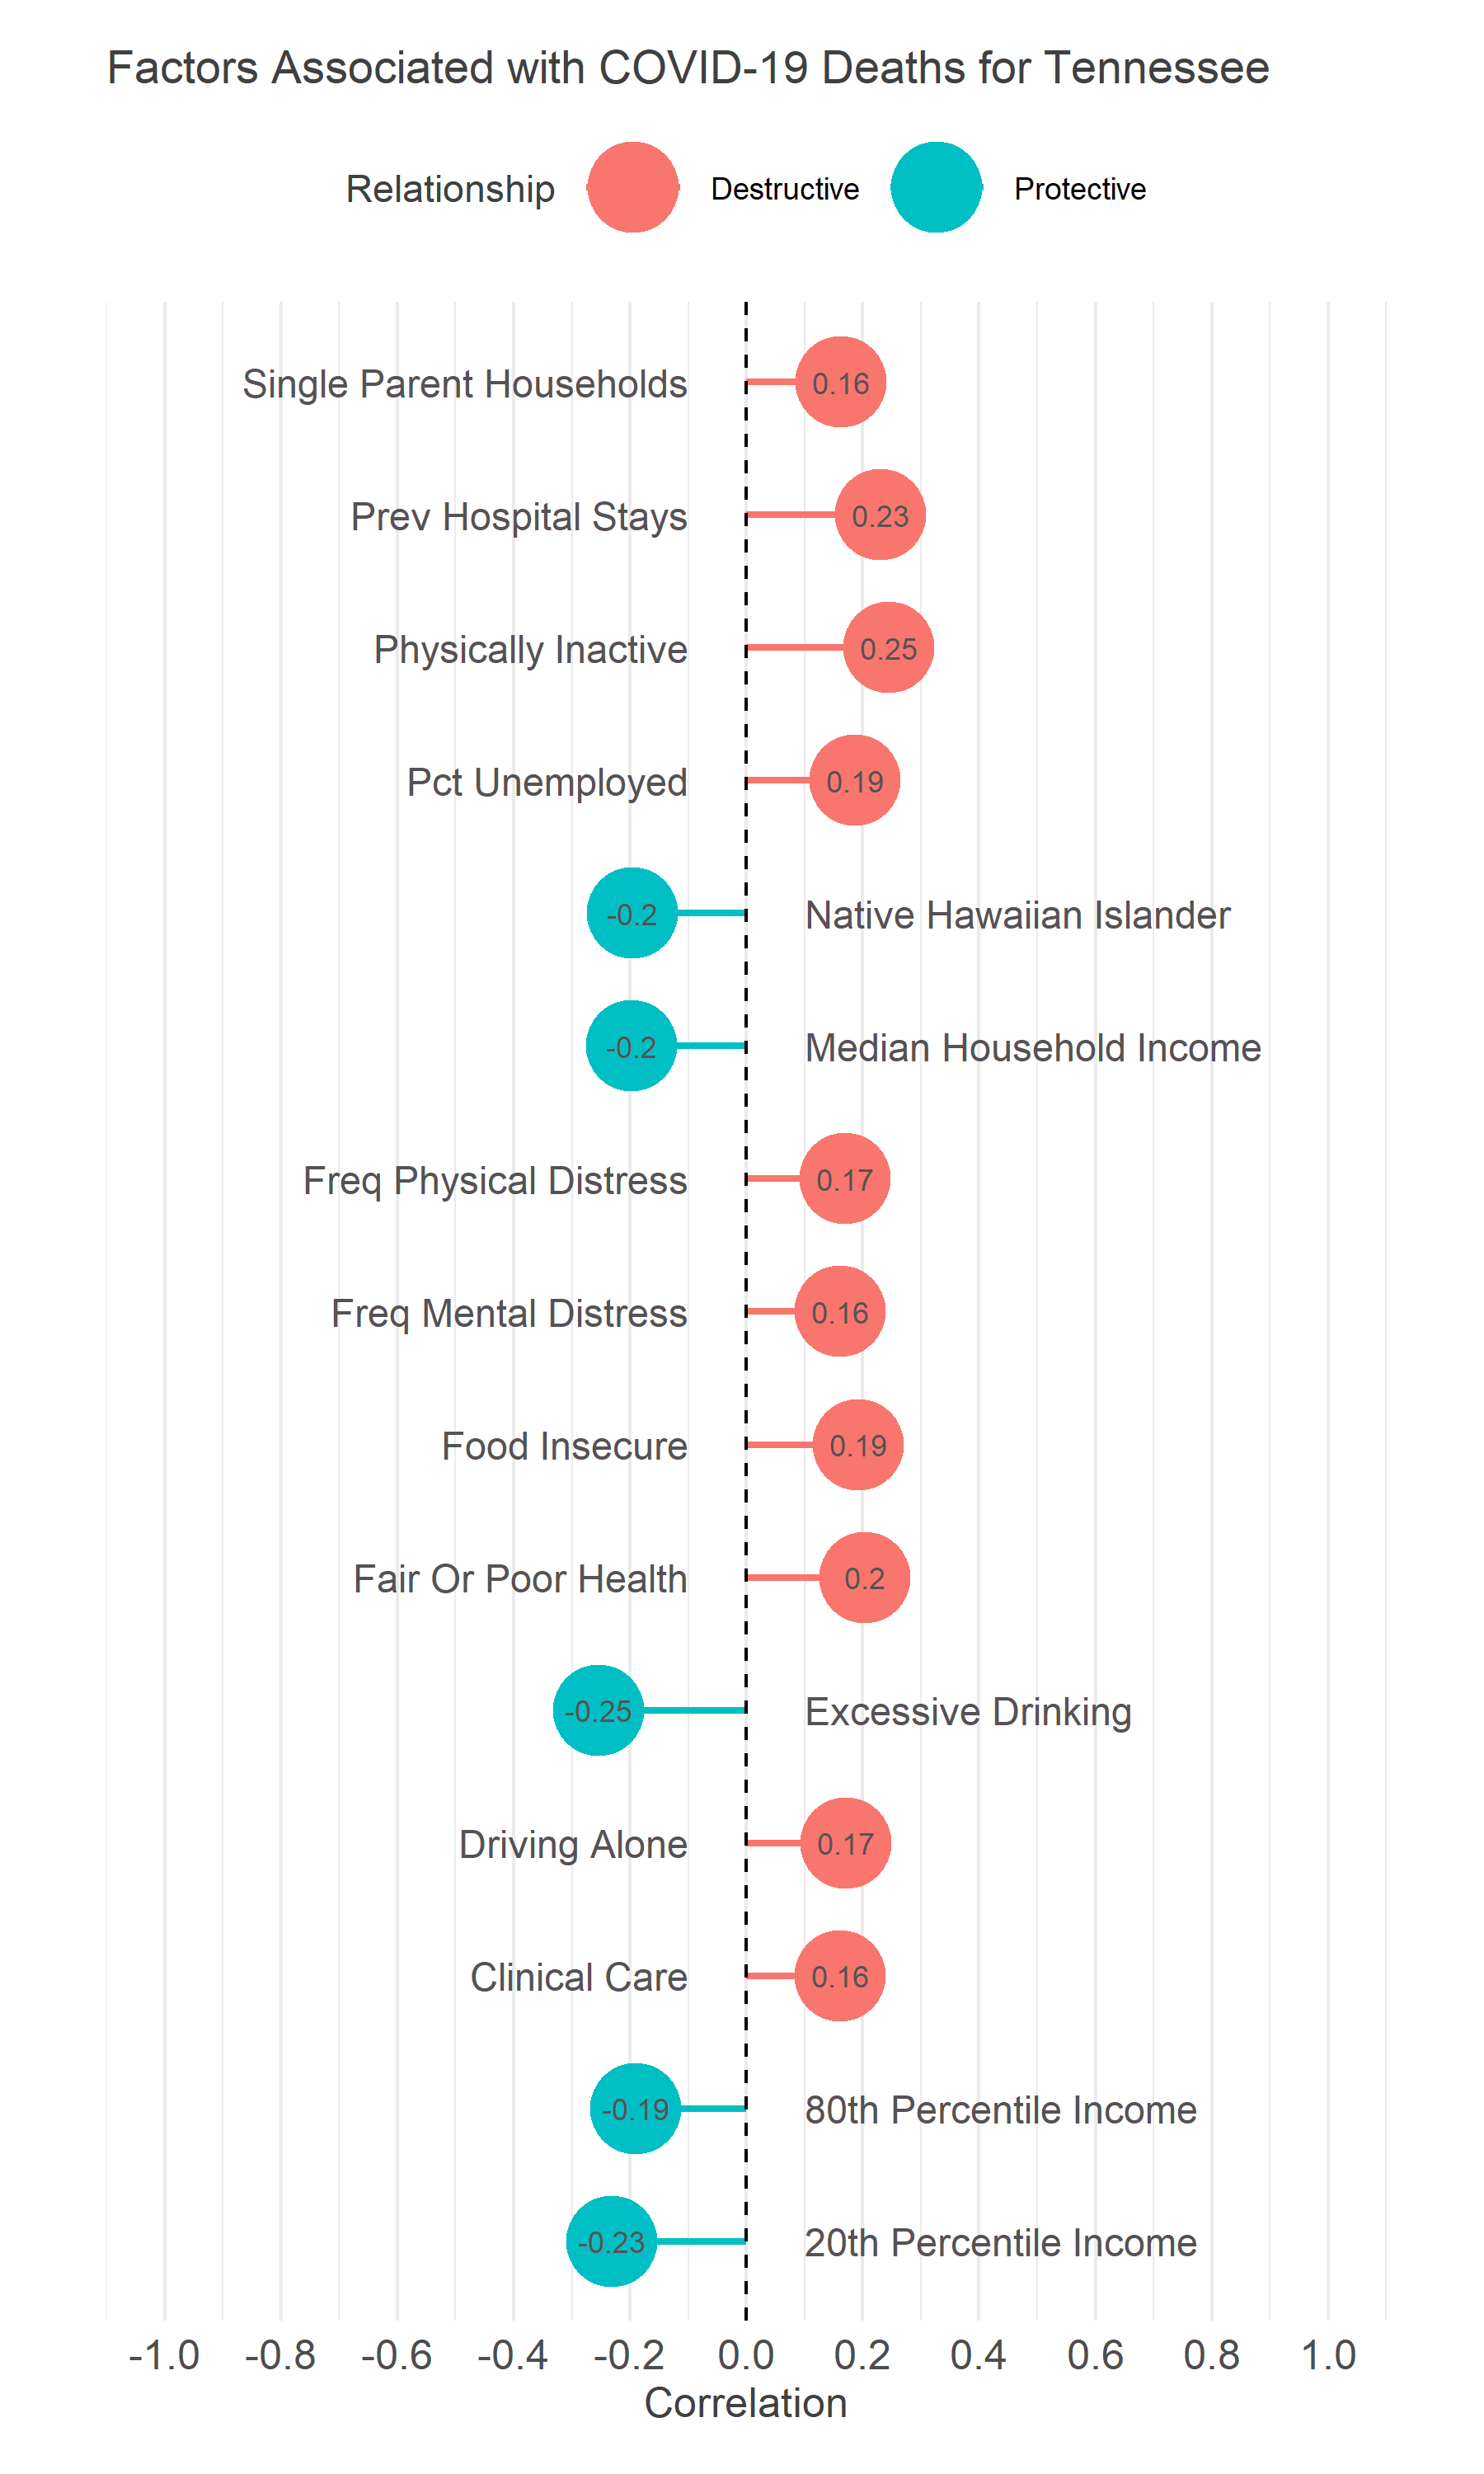 Factors Associated with COVID-19 Deaths for Tennessee
Relationship Destructive Protective
Single Parent Households 0.16
Prev Hospital Stays 0.23
Physically Inactive 0.25
Pct Unemployed 0.19
-0.2 Native Hawaiian Islander
-0.2 Median Household Income
Freq Physical Distress 0.17
Freq Mental Distress 0.16
Food Insecure 0.19
Fair Or Poor Health 0.2
-0.25 Excessive Drinking
Driving Alone 0.17
Clinical Care 0.16
-0.19 80th Percentile Income
-0.23 20th Percentile Income
-1.0 -0.8 -0.6 -0.4 -0.2 0.0 0.2 0.4 0.6 0.8 1.0
Correlation